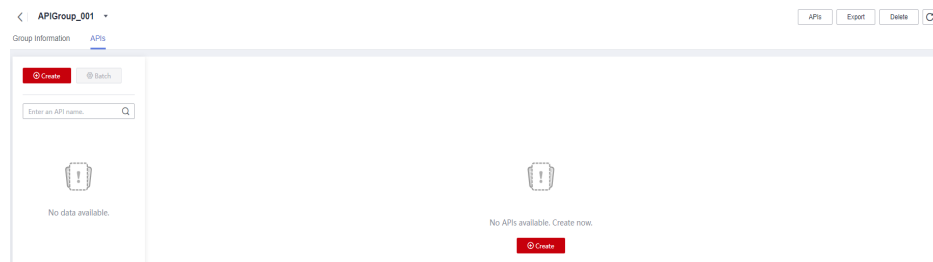 APIGroup_001
APIs Export Delete
Group Information APIs
Create Batch
Enter an API name.
No data available.
No APIs available. Create now.
Create